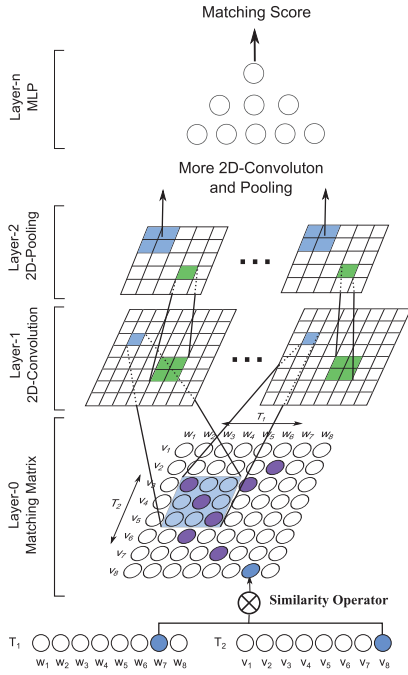 Matching Score
Layer-n
MLP
More 2D-Convoluton
and Pooling
Layer-2
2D-Pooling
...
...
Layer-1
2D-Convolution
Layer-0
Matching Matrix
T1
w1 w2 w3 w4 w5 w6 w7 w8
T2
v1
v2
v3
v4
v5
v6
v7
v8
Similarity Operator
T1
w1 w2 w3 w4 w5 w6 w7 w8
T2
v1 v2 v3 v4 v5 v6 v7 v8